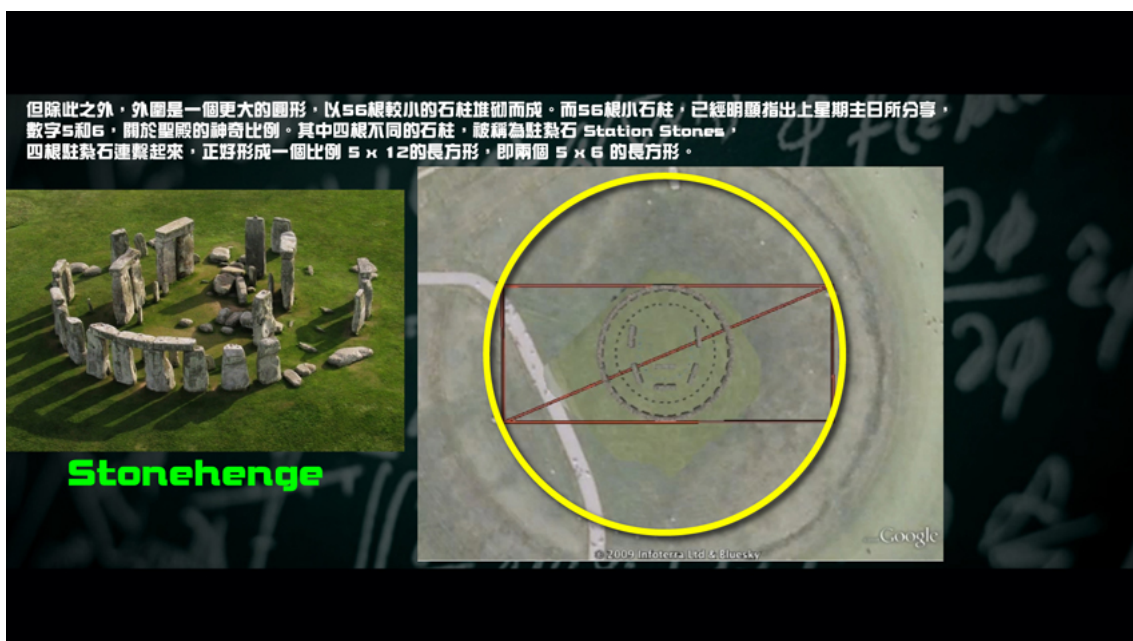 但除此之外，外圍是一個更大的圓形，以56根較小的石柱堆砌而成。而56根小石柱，已經明顯指出上星期主日所分享，
數字5和6，關於聖殿的神奇比例。其中四根不同的石柱，被稱為駐紮石 Station Stones，
四根駐紮石連繫起來，正好形成一個比例 5 x 12的長方形，即兩個 5 x 6 的長方形。
Stonehenge
Google
© 2009 Infoterra Ltd & Bluesky